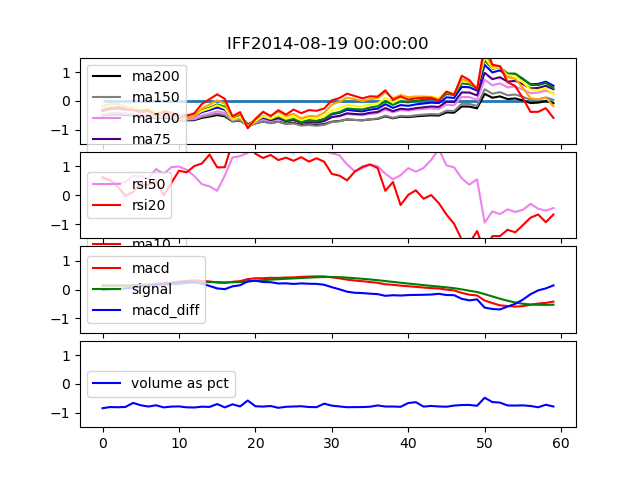 IFF2014-08-19 00:00:00
1
0
−1
ma200
ma150
ma100
ma75
1
0
−1
rsi50
rsi20
ma10
1
0
−1
macd
signal
macd_diff
1
0
−1
volume as pct
0 10 20 30 40 50 60